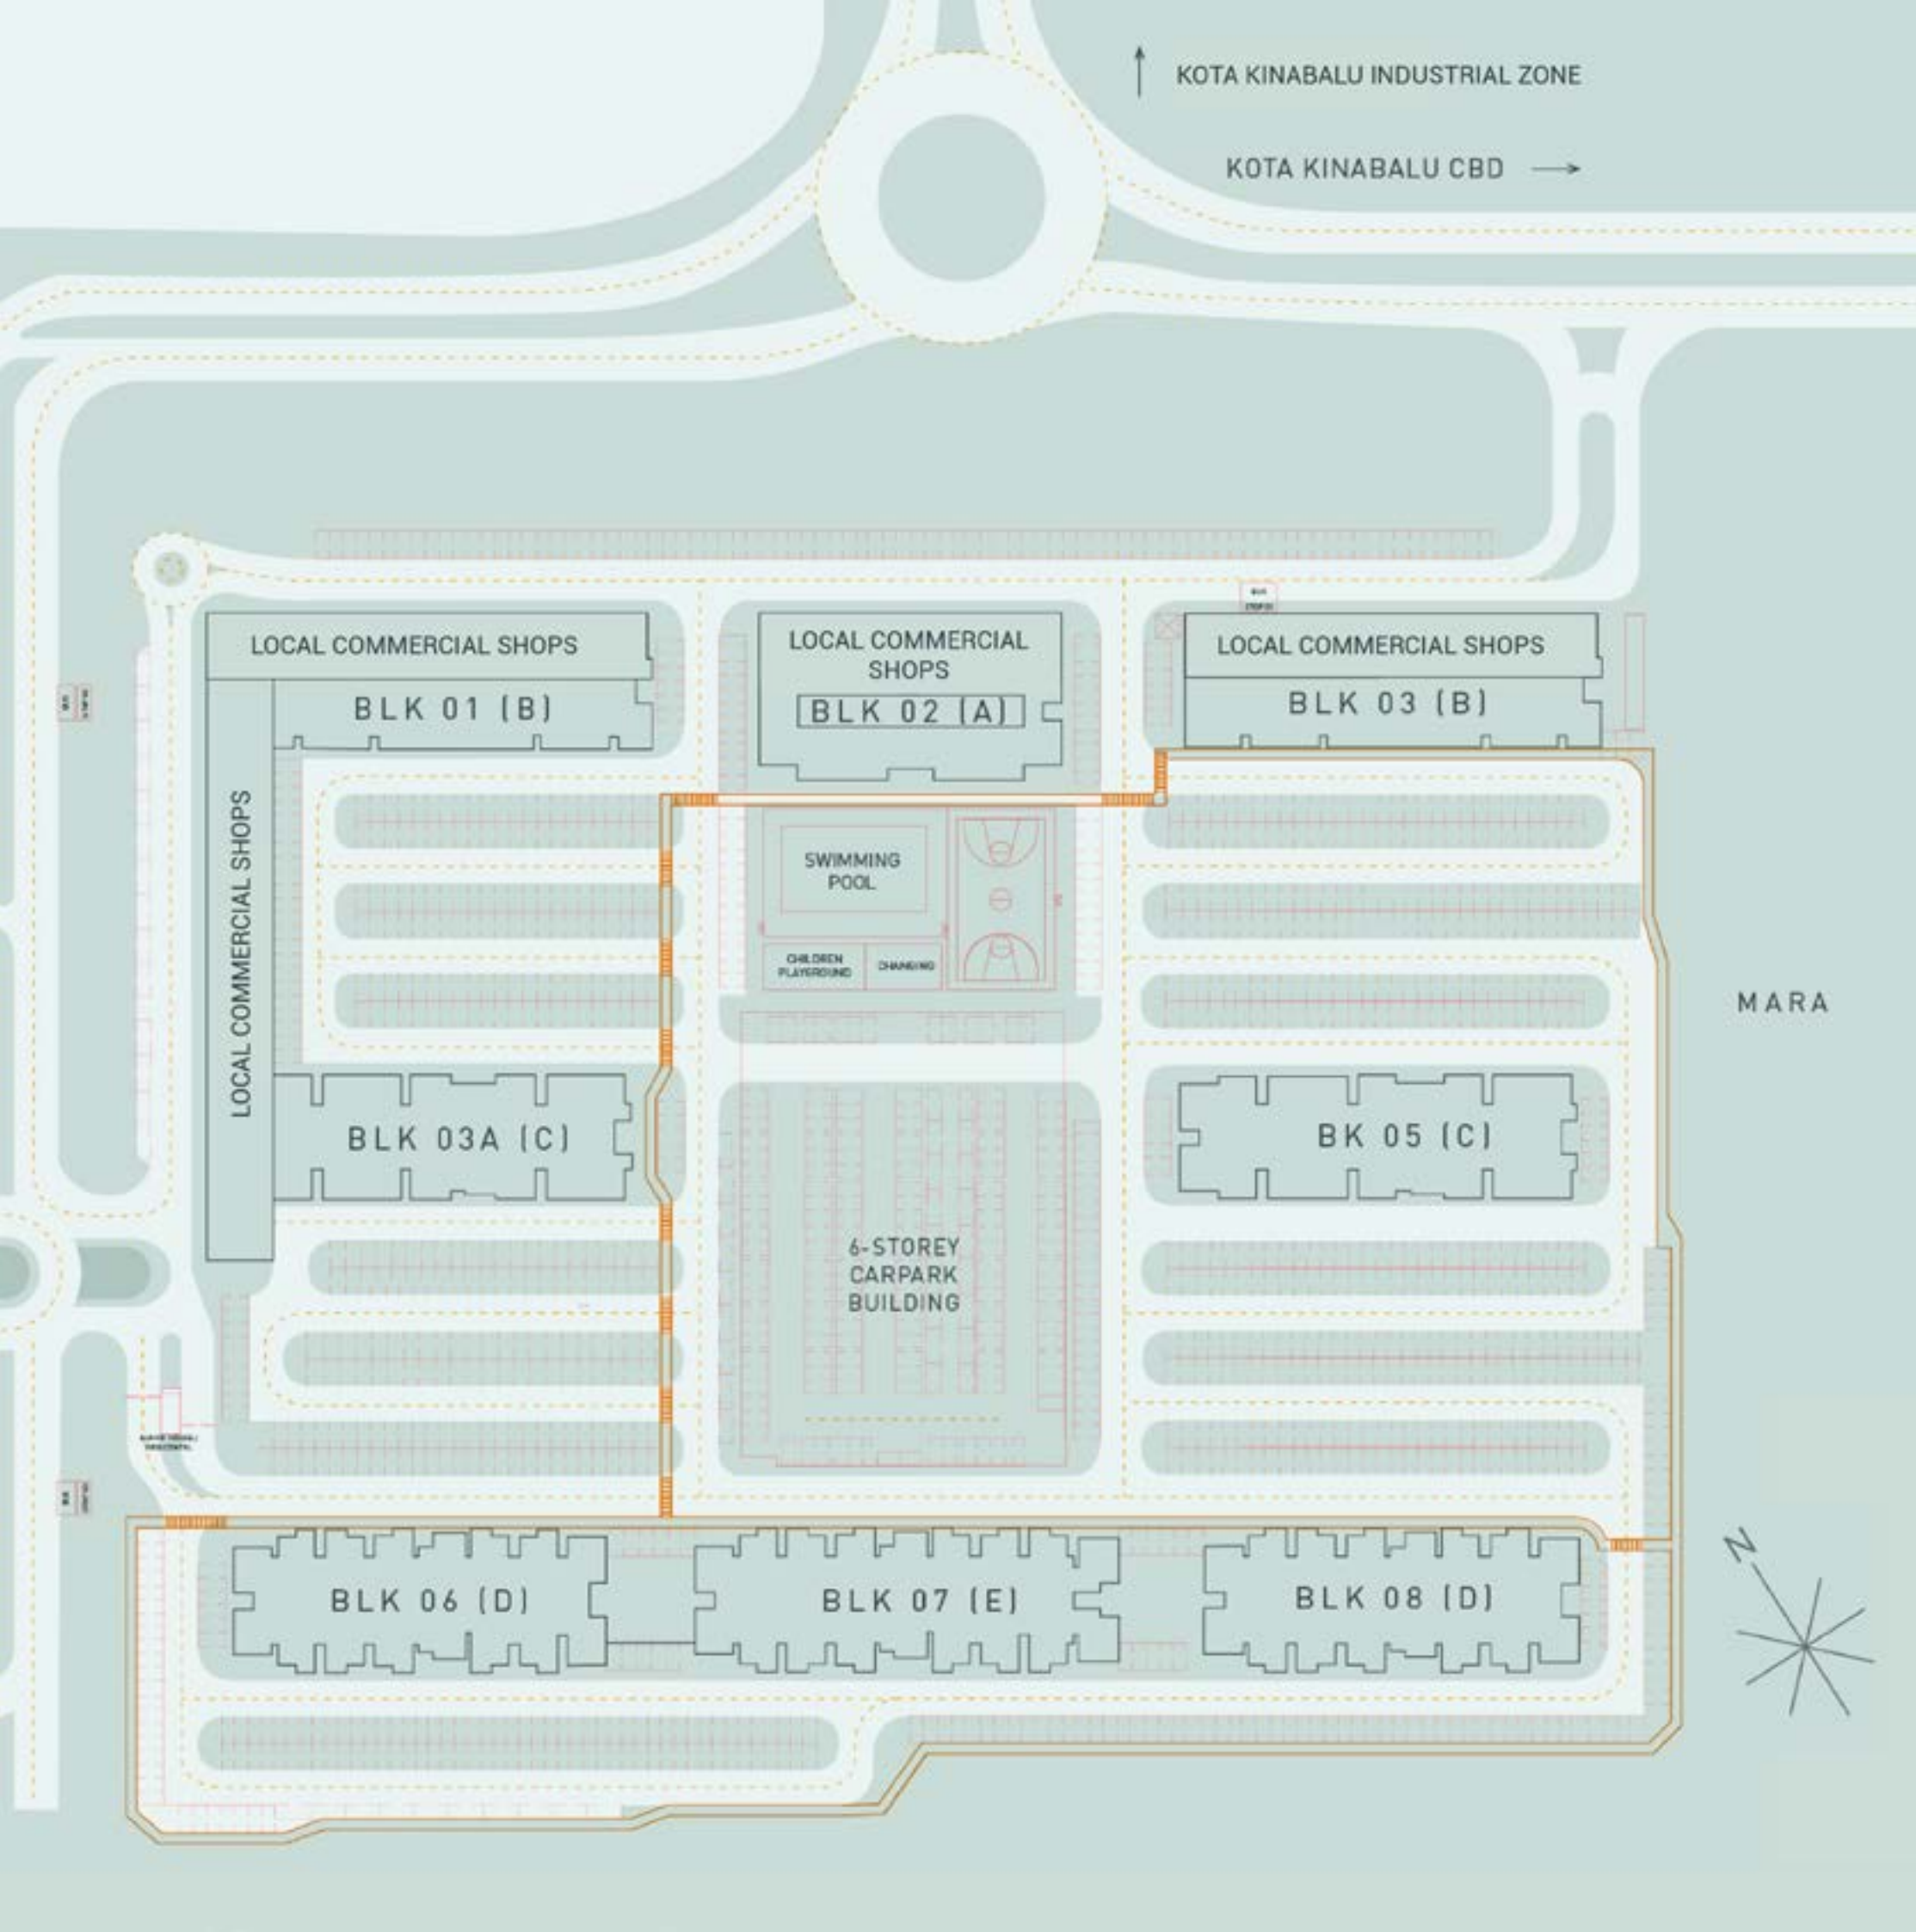 KOTA KINABALU INDUSTRIAL ZONE
KOTA KINABALU CBD
LOCAL COMMERCIAL SHOPS
BLK 01 (B)
LOCAL COMMERCIAL
SHOPS
BLK 02 (A)
LOCAL COMMERCIAL SHOPS
BLK 03 (B)
LOCAL COMMERCIAL SHOPS
SWIMMING
POOL
CHILDREN
PLAYGROUND
CHANGING
MARA
BLK 03A (C)
BK 05 (C)
6-STOREY
CARPARK
BUILDING
BLK 06 (D)
BLK 07 (E)
BLK 08 (D)
N